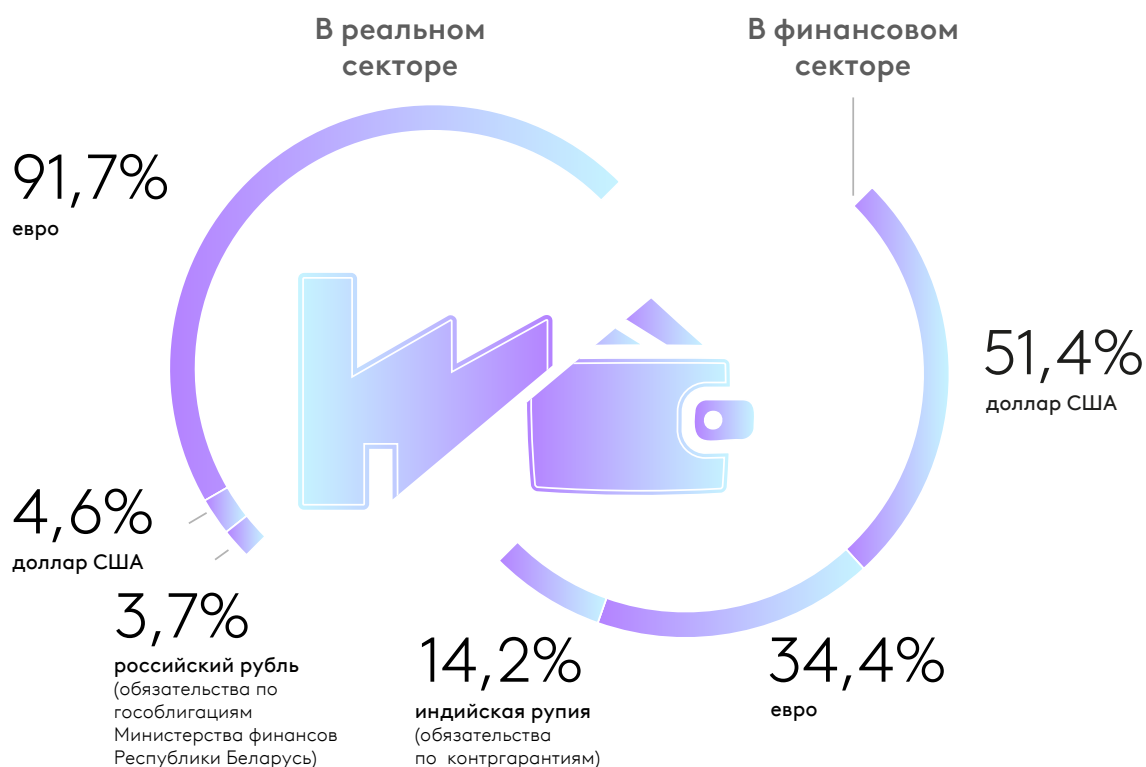 В реальном
секторе
В финансовом
секторе
91,7%
евро
4,6%
доллар США
3,7%
российский рубль
(обязательства по
гособлигациям
Министерства финансов
Республики Беларусь)
51,4%
доллар США
34,4%
евро
14,2%
индийская рупия
(обязательства
по контргарантиям)